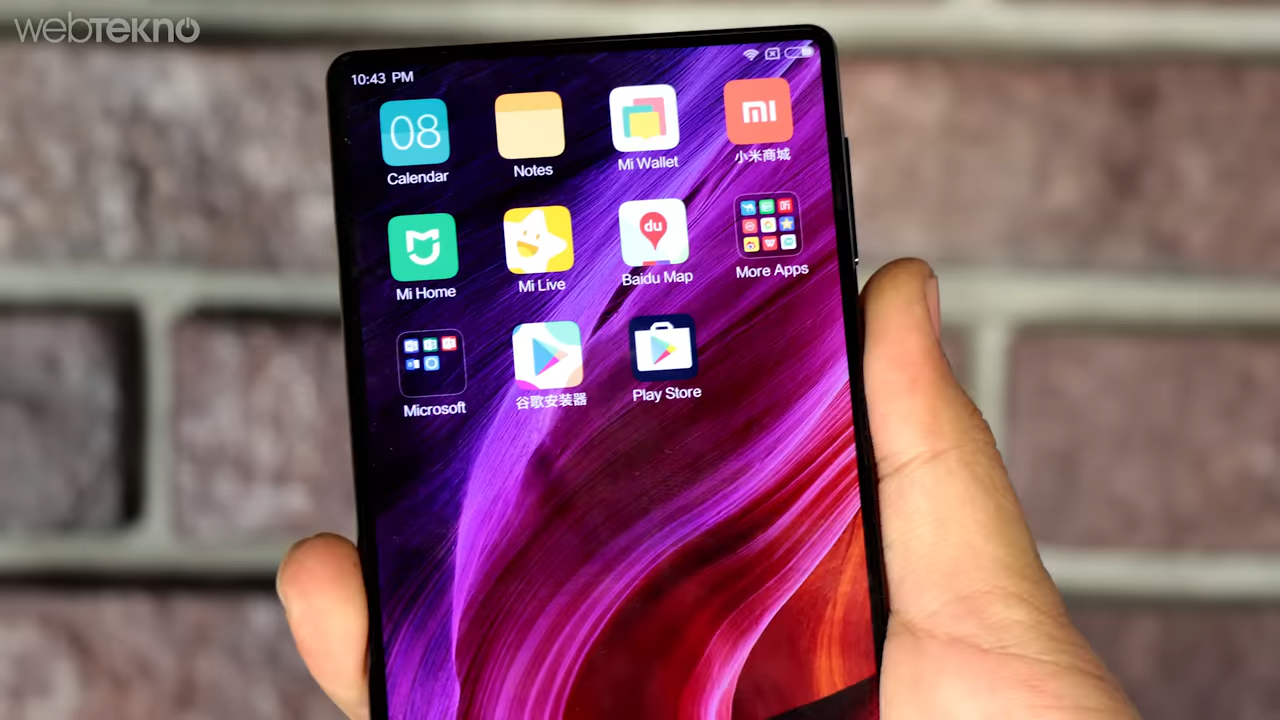 webtekno
10:43 PM
08
Calendar
Notes
Mi Wallet
mi
小米商城
Mi Home
Mi Live
du
Baidu Map
More Apps
Microsoft
谷歌安装器
Play Store